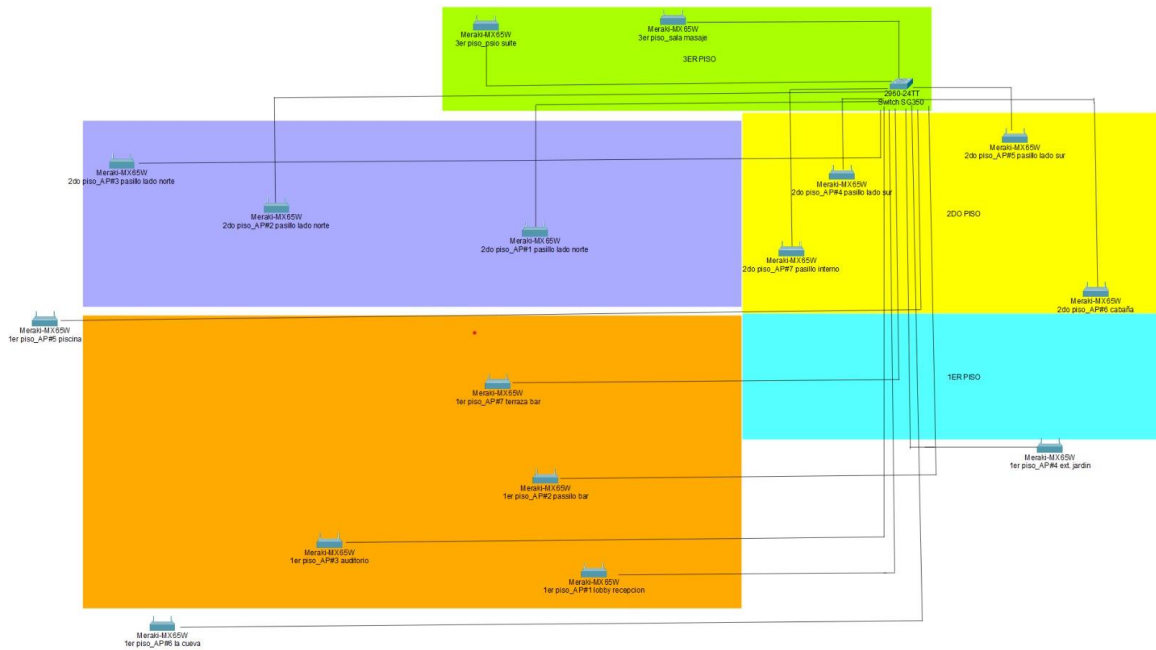 Meraki-MX65W
3er piso_psio suite
Meraki-MX65W
3er piso_sala masaje
3ER PISO
2960-24TT
Switch SG350
Meraki-MX65W
2do piso_AP#3 pasillo lado norte
Meraki-MX65W
2do piso_AP#2 pasillo lado norte
Meraki-MX65W
2do piso_AP#1 pasillo lado norte
Meraki-MX65W
2do piso_AP#5 pasillo lado sur
Meraki-MX65W
2do piso_AP#4 pasillo lado sur
2DO PISO
Meraki-MX65W
2do piso_AP#7 pasillo interno
Meraki-MX65W
2do piso_AP#6 cabaña
Meraki-MX65W
1er piso_AP#5 piscina
1ER PISO
Meraki-MX65W
1er piso_AP#7 terraza bar
Meraki-MX65W
1er piso_AP#4 ext. jardin
Meraki-MX65W
1er piso_AP#2 passilo bar
Meraki-MX65W
1er piso_AP#3 auditorio
Meraki-MX65W
1er piso_AP#1 lobby recepcion
Meraki-MX65W
1er piso_AP#6 la cueva